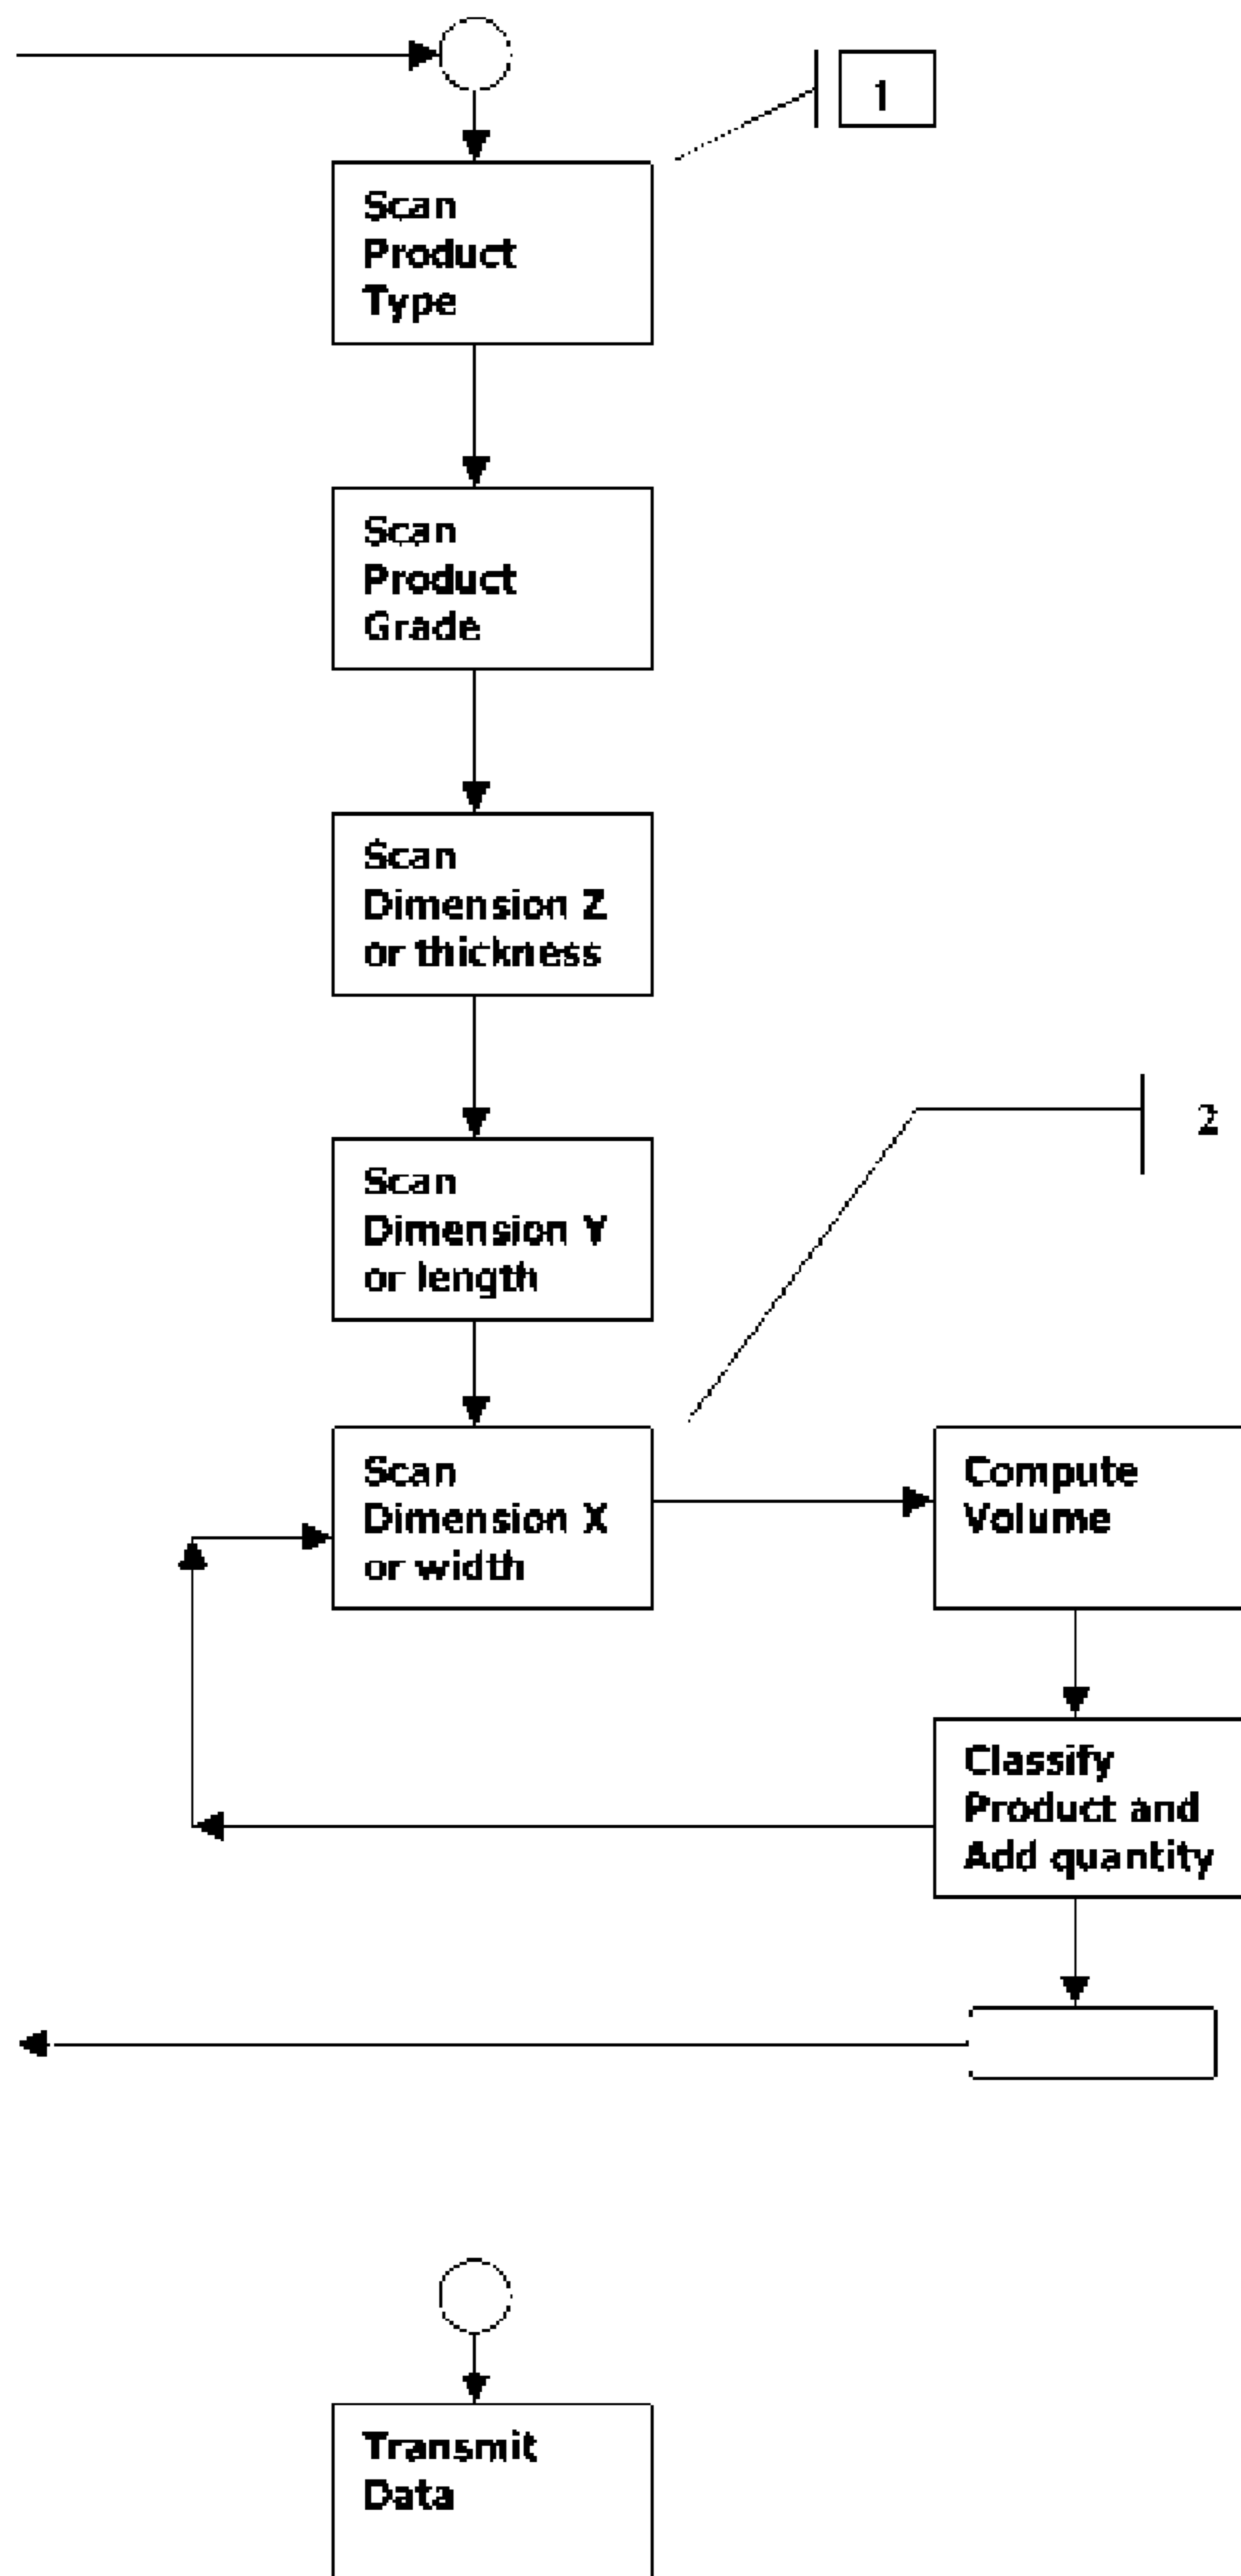 1
Scan
Product
Type
Scan
Product
Grade
Scan
Dimension Z
or thickness
Scan
Dimension Y
or length
2
Scan
Dimension X
or width
Compute
Volume
Classify
Product and
Add quantity
Transmit
Data